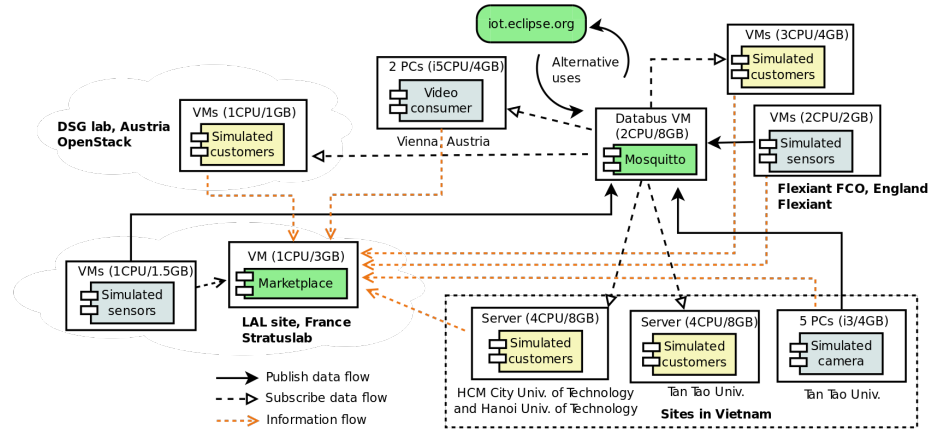 iot.eclipse.org
Alternative
uses
VMs (3CPU/4GB)
Simulated
customers
2 PCs (i5CPU/4GB)
Video
consumer
Vienna, Austria
VMs (1CPU/1GB)
Simulated
customers
DSG lab, Austria
OpenStack
Databus VM
(2CPU/8GB)
Mosquitto
VMs (2CPU/2GB)
Simulated
sensors
Flexiant FCO, England
Flexiant
VMs (1CPU/1.5GB)
Simulated
sensors
VM (1CPU/3GB)
Marketplace
LAL site, France
Stratuslab
Server (4CPU/8GB)
Simulated
customers
HCM City Univ. of Technology
and Hanoi Univ. of Technology
Server (4CPU/8GB)
Simulated
customers
Tan Tao Univ.
5 PCs (i3/4GB)
Simulated
camera
Tan Tao Univ.
Sites in Vietnam
Publish data flow
Subscribe data flow
Information flow